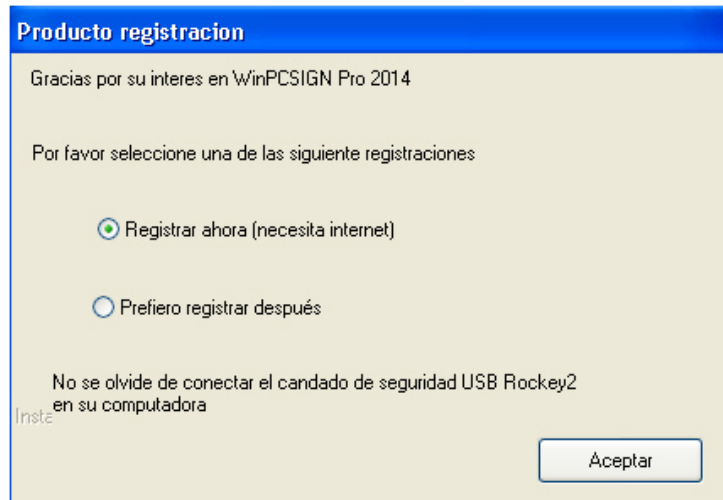 Producto registracion
Gracias por su interes en WinPCSIGN Pro 2014
Por favor seleccione una de las siguiente registraciones
Registrar ahora (necesita internet)
Prefiero registrar después
No se olvide de conectar el candado de seguridad USB Rockey2
en su computadora
Insta
Aceptar